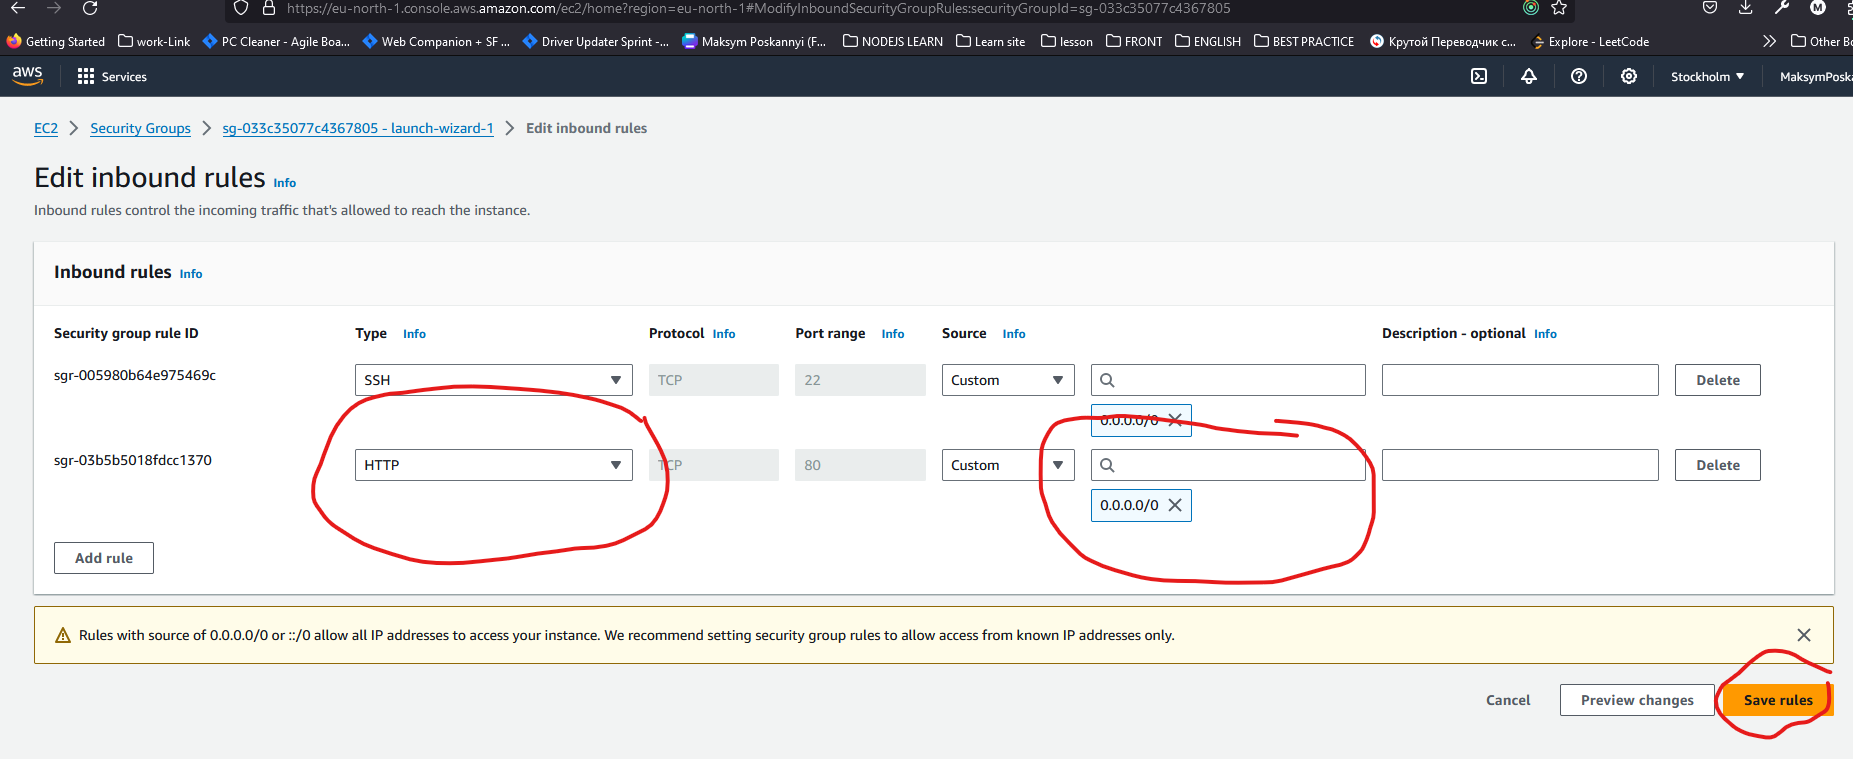 https://eu-north-1.console.aws.amazon.com/ec2/home?region=eu-north-1#ModifyInboundSecurityGroupRules:securityGroupId=sg-033c35077c4367805
M
Getting Started work-Link PC Cleaner - Agile Boa... Web Companion + SF ... Driver Updater Sprint -... Maksym Poskannyi (F... NODEJS LEARN Learn site lesson FRONT ENGLISH BEST PRACTICE Крутой Переводчик с... Explore - LeetCode Other Bo
aws Services Stockholm MaksymPoska
EC2 Security Groups sg-033c35077c4367805 - launch-wizard-1 Edit inbound rules
Edit inbound rules Info
Inbound rules control the incoming traffic that's allowed to reach the instance.
Inbound rules Info
Security group rule ID Type Info Protocol Info Port range Info Source Info Description - optional Info
sgr-005980b64e975469c SSH TCP 22 Custom Delete
0.0.0.0/0
sgr-03b5b5018fdcc1370 HTTP TCP 80 Custom Delete
0.0.0.0/0
Add rule
Rules with source of 0.0.0.0/0 or ::/0 allow all IP addresses to access your instance. We recommend setting security group rules to allow access from known IP addresses only.
Cancel Preview changes Save rules